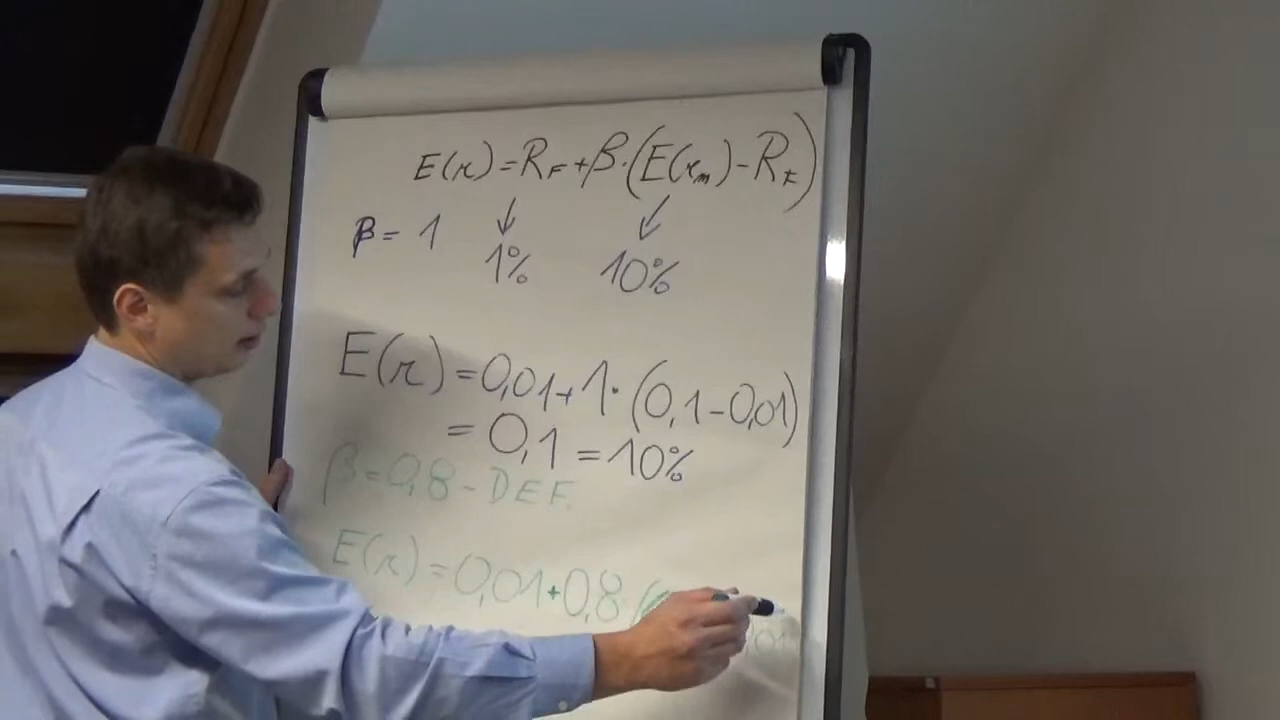 E(r) = R_F + β · (E(r_m) - R_F)
β = 1
↓ ↓
1% 10%
E(r) = 0,01 + 1 · (0,1 - 0,01)
= 0,1 = 10%
β = 0,8 - DEF.
E(r) = 0,01 + 0,8 (